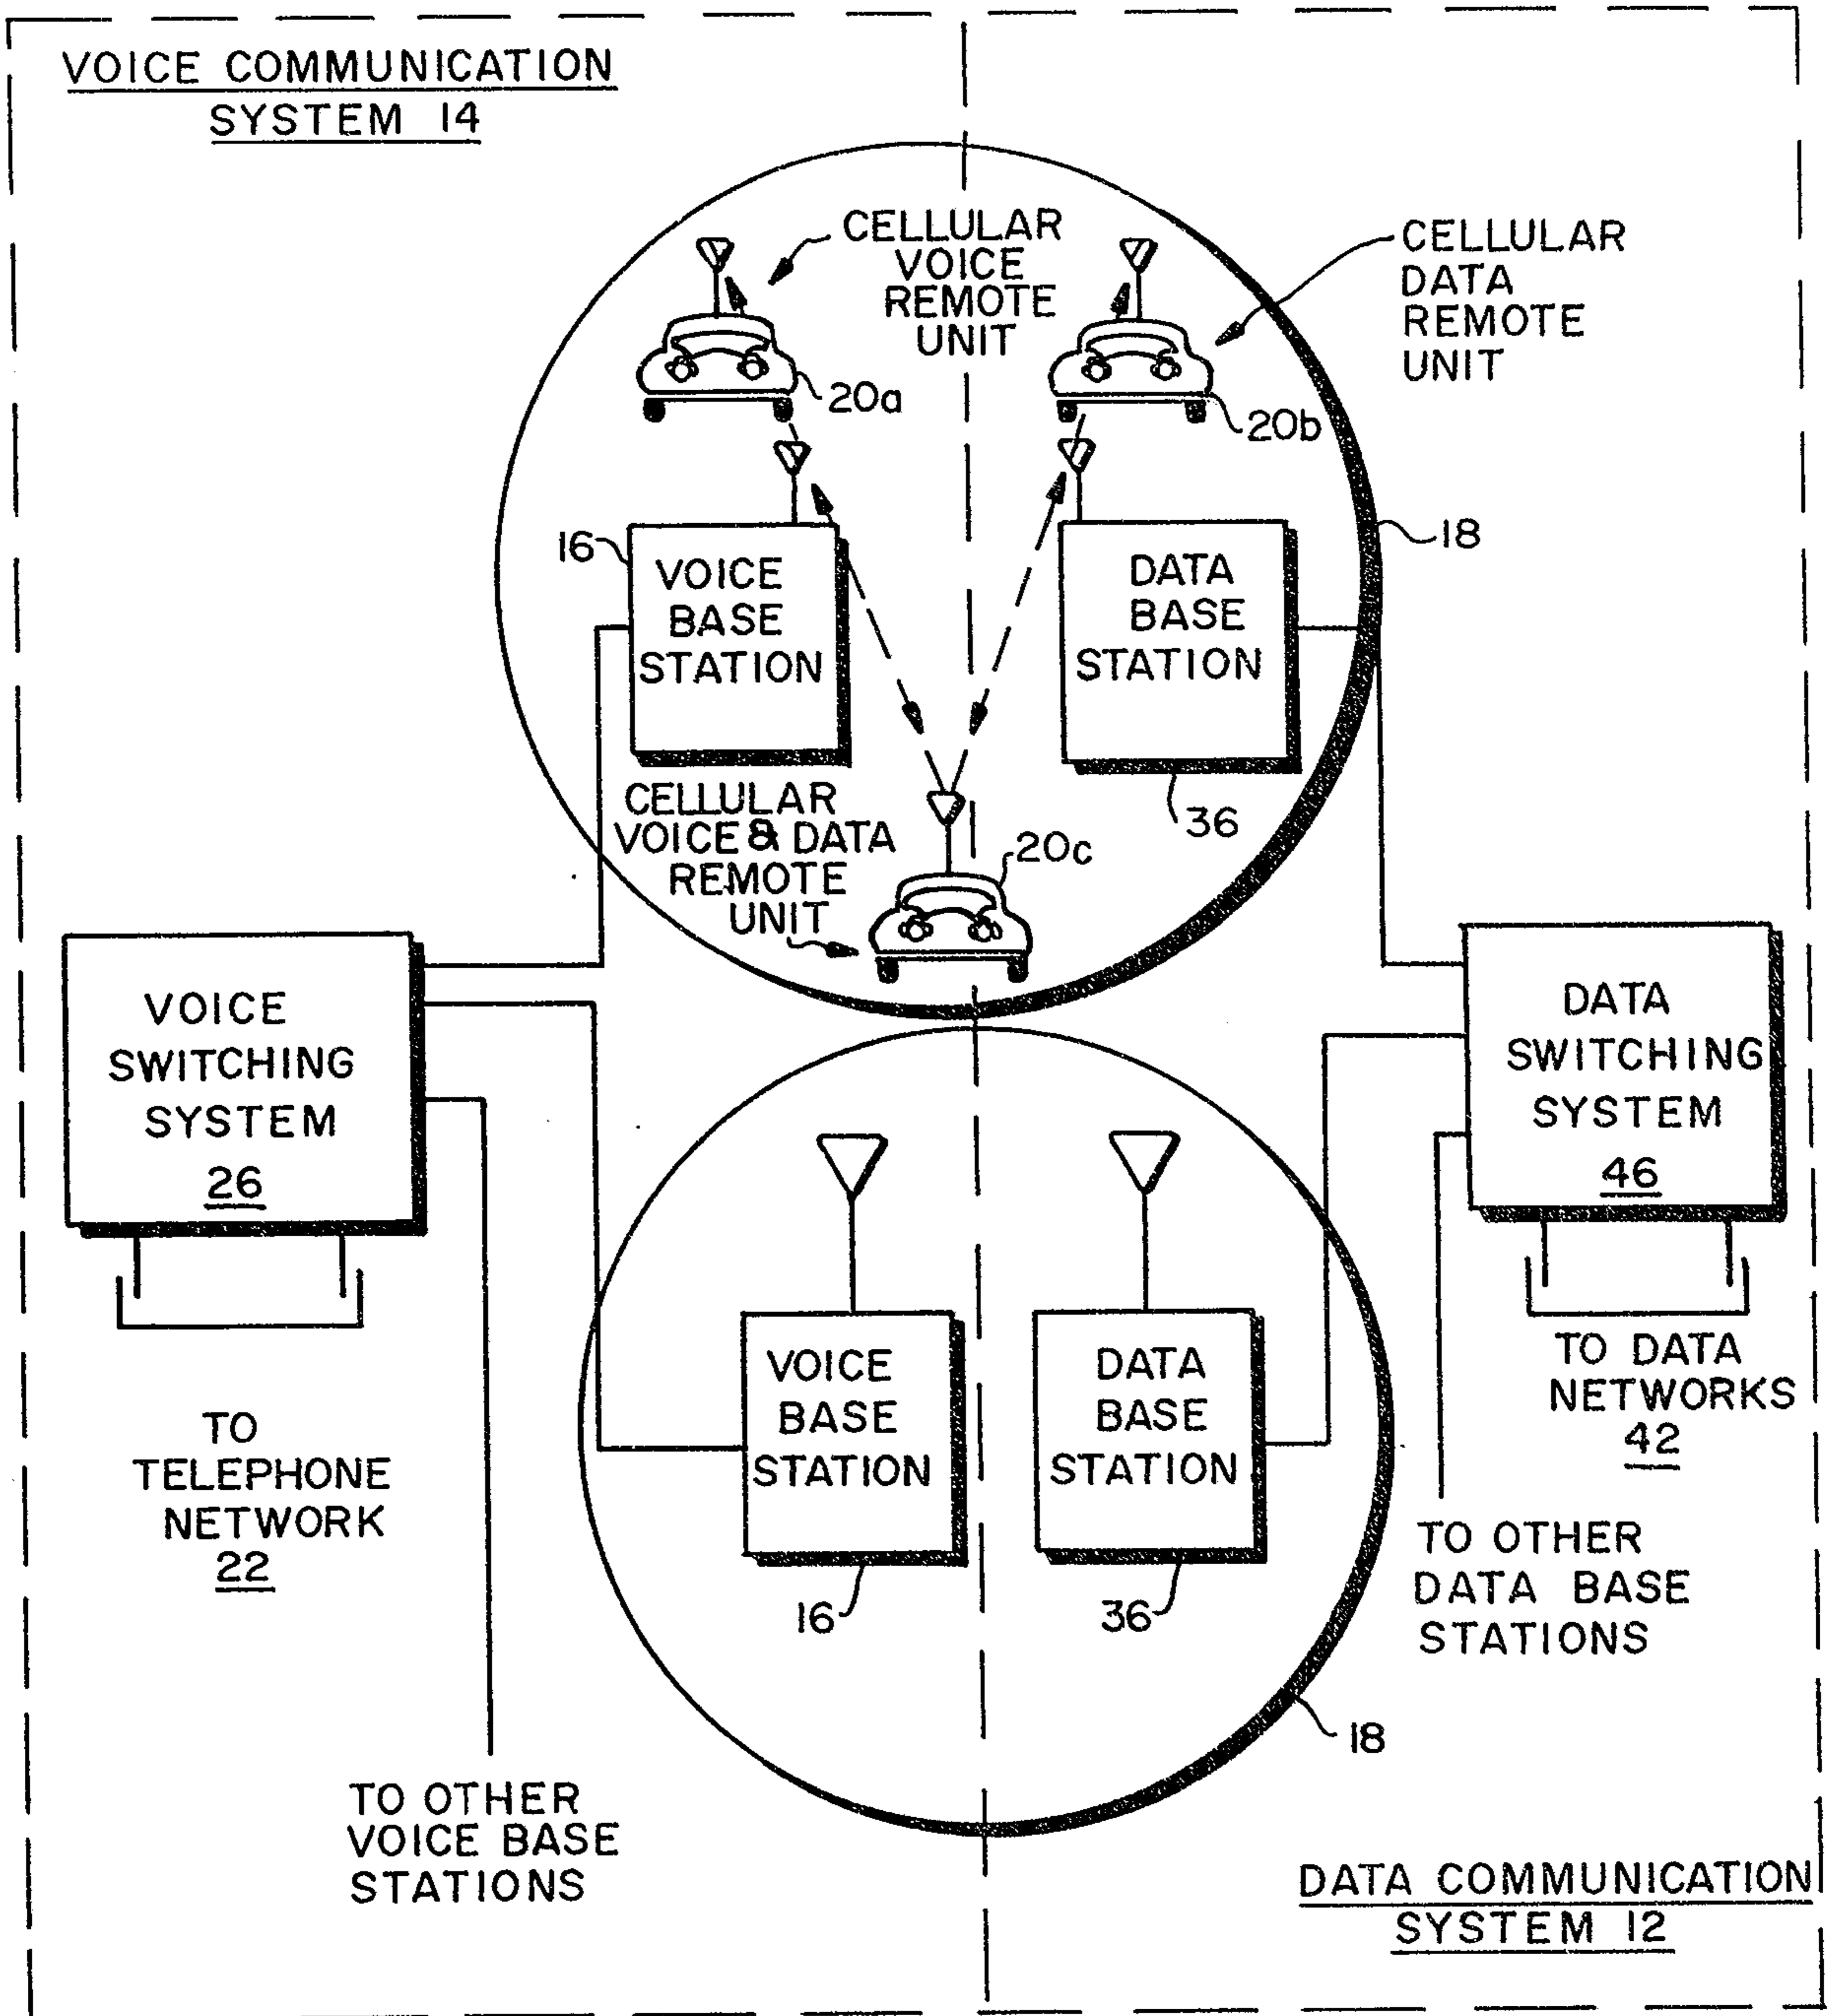 VOICE COMMUNICATION
SYSTEM 14
CELLULAR
VOICE
REMOTE
UNIT
CELLULAR
DATA
REMOTE
UNIT
20a
20b
16
VOICE
BASE
STATION
DATA
BASE
STATION
18
36
CELLULAR
VOICE & DATA
REMOTE
UNIT
20c
VOICE
SWITCHING
SYSTEM
26
DATA
SWITCHING
SYSTEM
46
TO
TELEPHONE
NETWORK
22
VOICE
BASE
STATION
16
DATA
BASE
STATION
36
TO DATA
NETWORKS
42
TO OTHER
DATA BASE
STATIONS
18
TO OTHER
VOICE BASE
STATIONS
DATA COMMUNICATION
SYSTEM 12